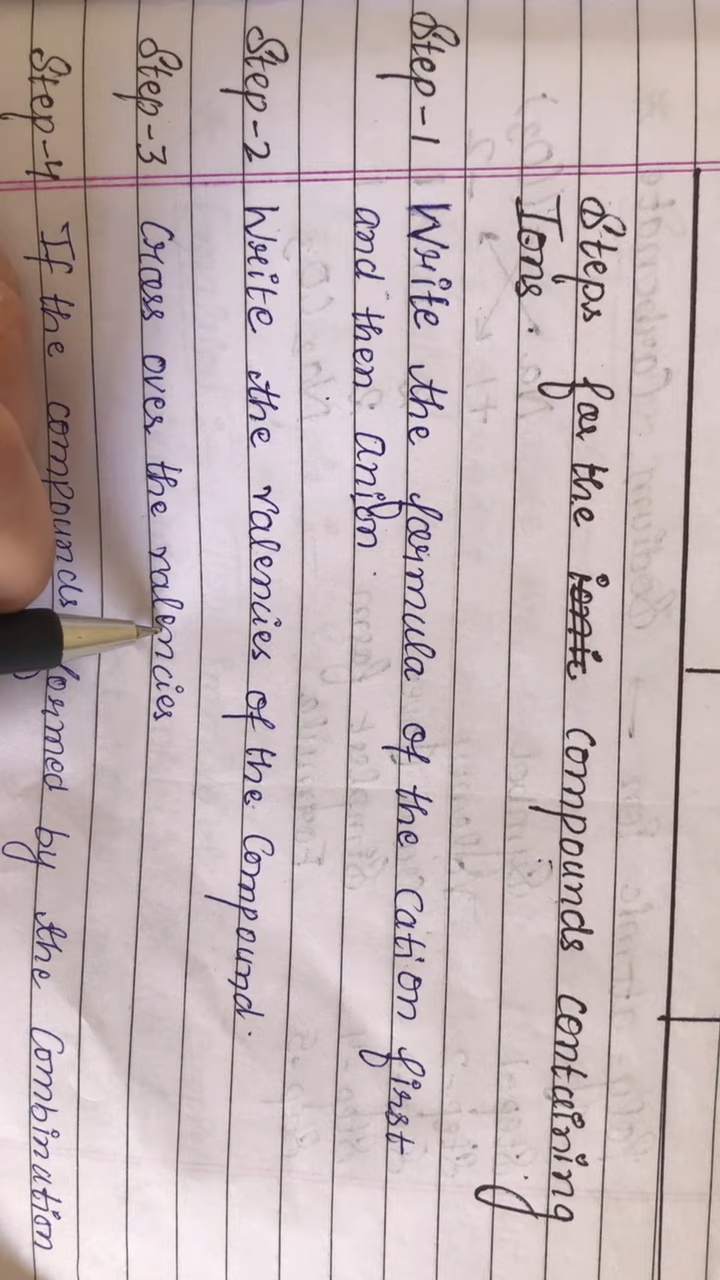 Steps for the ionic compounds containing
Ions.
Step-1 Write the formula of the cation first
and then anion.
Step-2 Write the valencies of the Compound.
Step-3 Cross over the valencies
Step-4 If the compounds formed by the Combination